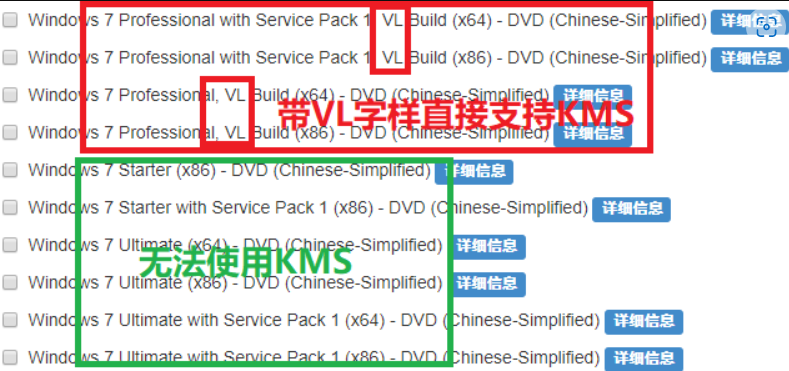 Windows 7 Professional with Service Pack 1, VL Build (x64) - DVD (Chinese-Simplified) 详细信息
Windows 7 Professional with Service Pack 1, VL Build (x86) - DVD (Chinese-Simplified) 详细信息
Windows 7 Professional, VL Build (x64) - DVD (Chinese-Simplified) 详细信息
带VL字样直接支持KMS
Windows 7 Professional, VL Build (x86) - DVD (Chinese-Simplified) 详细信息
Windows 7 Starter (x86) - DVD (Chinese-Simplified) 详细信息
Windows 7 Starter with Service Pack 1 (x86) - DVD (Chinese-Simplified) 详细信息
Windows 7 Ultimate (x64) - DVD (Chinese-Simplified) 详细信息
无法使用KMS
Windows 7 Ultimate (x86) - DVD (Chinese-Simplified) 详细信息
Windows 7 Ultimate with Service Pack 1 (x64) - DVD (Chinese-Simplified) 详细信息
Windows 7 Ultimate with Service Pack 1 (x86) - DVD (Chinese-Simplified) 详细信息